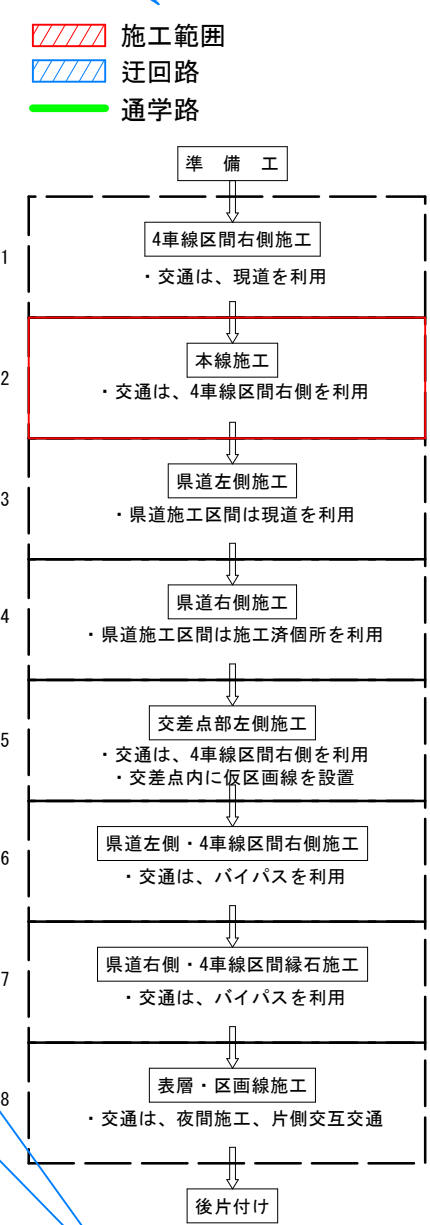 施工範囲
迂回路
通学路
準　備　工
1
4車線区間右側施工
・交通は、現道を利用
2
本線施工
・交通は、4車線区間右側を利用
3
県道左側施工
・県道施工区間は現道を利用
4
県道右側施工
・県道施工区間は施工済個所を利用
5
交差点部左側施工
・交通は、4車線区間右側を利用
・交差点内に仮区画線を設置
6
県道左側・4車線区間右側施工
・交通は、バイパスを利用
7
県道右側・4車線区間縁石施工
・交通は、バイパスを利用
8
表層・区画線施工
・交通は、夜間施工、片側交互交通
後片付け